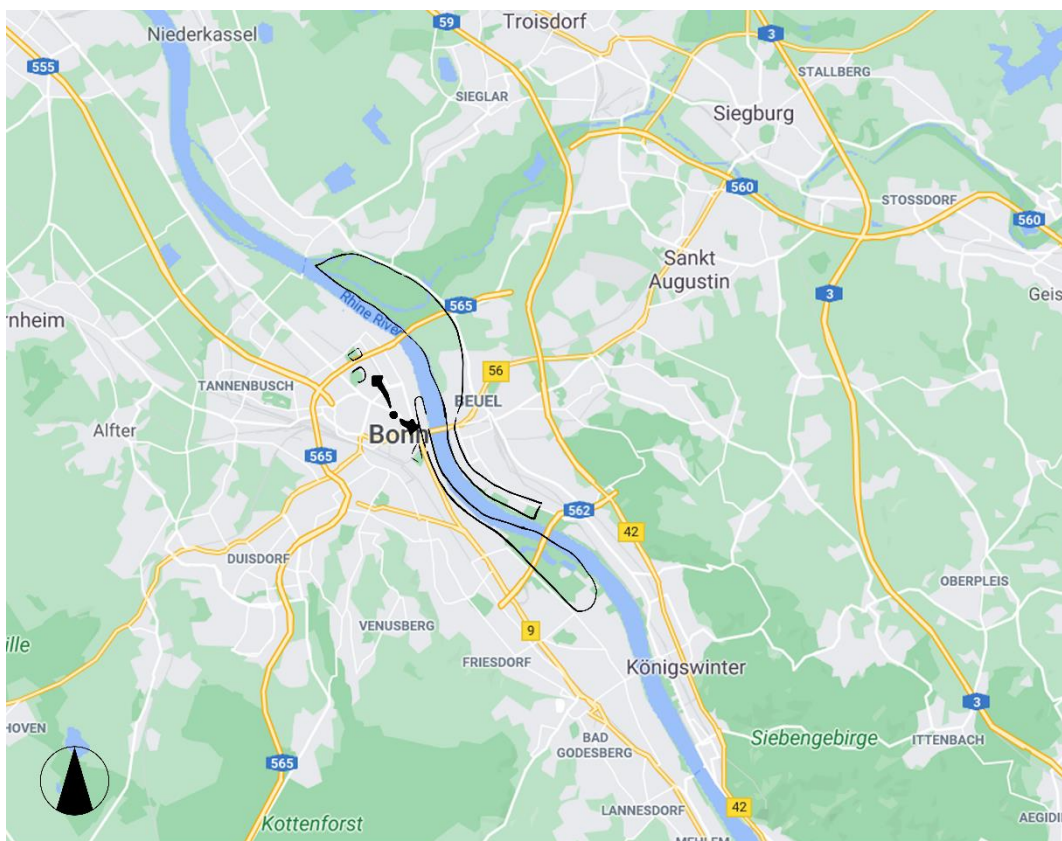 Niederkassel
59
Troisdorf
3
555
STALLBERG
SIEGLAR
Siegburg
560
STOSSDORF
560
Sankt
Augustin
3
Geis
565
Rhine River
rnheim
56
TANNENBUSCH
BEUEL
Alfter
Bonn
565
562
42
DUISDORF
OBERPLEIS
VENUSBERG
9
ille
FRIESDORF
Königswinter
3
HOVEN
BAD
GODESBERG
Siebengebirge
ITTENBACH
565
LANNESDORF
42
Kottenforst
AEGIDI
MEHLEM